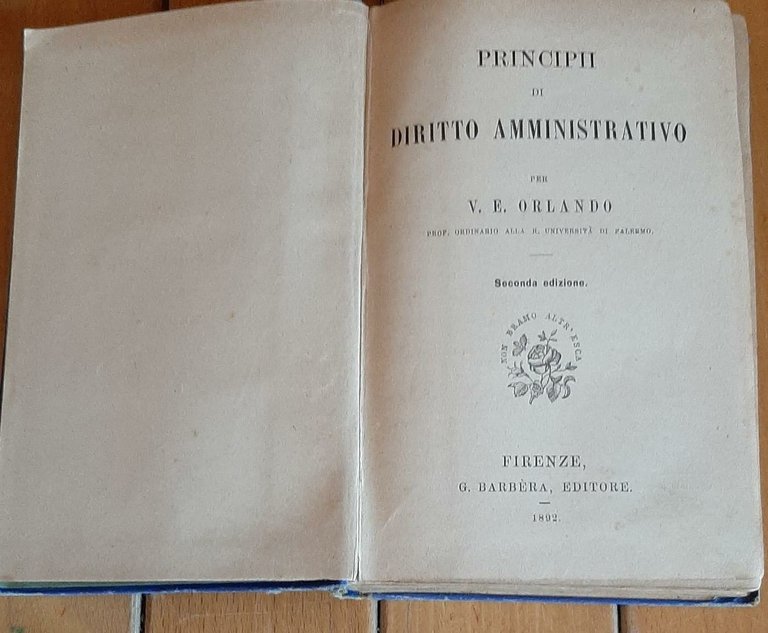 PRINCIPII
DI
DIRITTO AMMINISTRATIVO
PER
V. E. ORLANDO
PROF. ORDINARIO ALLA R. UNIVERSITÀ DI PALERMO.
Seconda edizione.
NON BRAMO ALTR'ESCA
FIRENZE,
G. BARBÈRA, EDITORE.
1892.